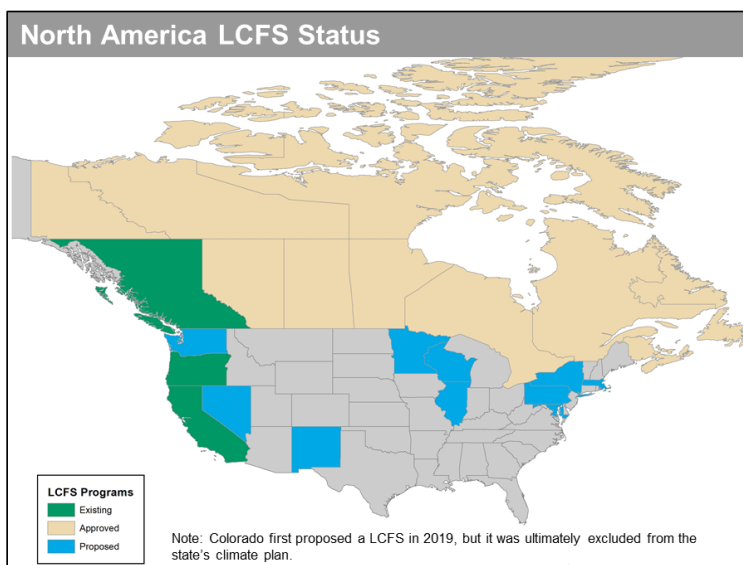 North America LCFS Status
LCFS Programs
Existing
Approved
Proposed
Note: Colorado first proposed a LCFS in 2019, but it was ultimately excluded from the
state's climate plan.